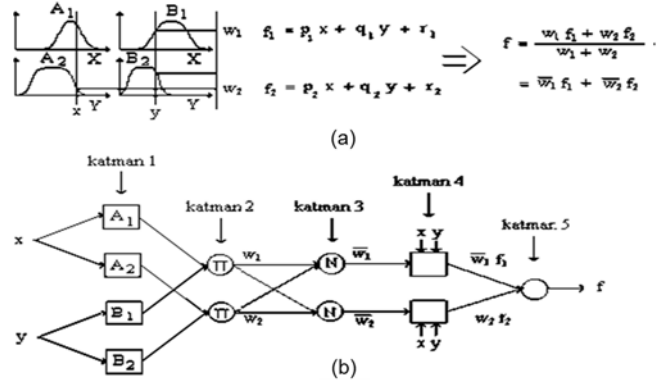 A₁ B₁ w₁ f₁ = p₁ x + q₁ y + r₁ f = (w₁ f₁ + w₂ f₂) / (w₁ + w₂)
X X
A₂ B₂ w₂ f₂ = p₂ x + q₂ y + r₂ = w̅₁ f₁ + w̅₂ f₂
Y Y
x y
(a)
katman 1
katman 2 katman 3 katman 4
katman 5
x y
A₁
x w₁ w̅₁ w̅₁ f₁
A₂ Π N
f
B₁ Π N
y w₂ w̅₂ w₂ f₂
B₂ x y
(b)